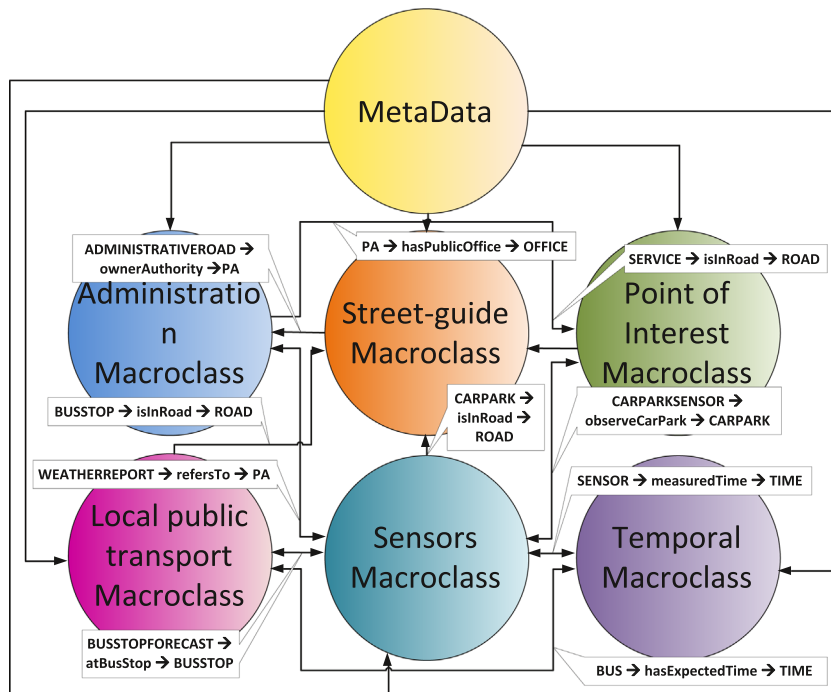 MetaData
ADMINISTRATIVEROAD →
ownerAuthority →PA
PA → hasPublicOffice → OFFICE
SERVICE → isInRoad → ROAD
Administratio
n
Macroclass
Street-guide
Macroclass
Point of
Interest
Macroclass
BUSSTOP → isInRoad → ROAD
CARPARK →
isInRoad →
ROAD
CARPARKSENSOR →
observeCarPark → CARPARK
WEATHERREPORT → refersTo → PA
SENSOR → measuredTime → TIME
Local public
transport
Macroclass
Sensors
Macroclass
Temporal
Macroclass
BUSSTOPFORECAST →
atBusStop → BUSSTOP
BUS → hasExpectedTime → TIME